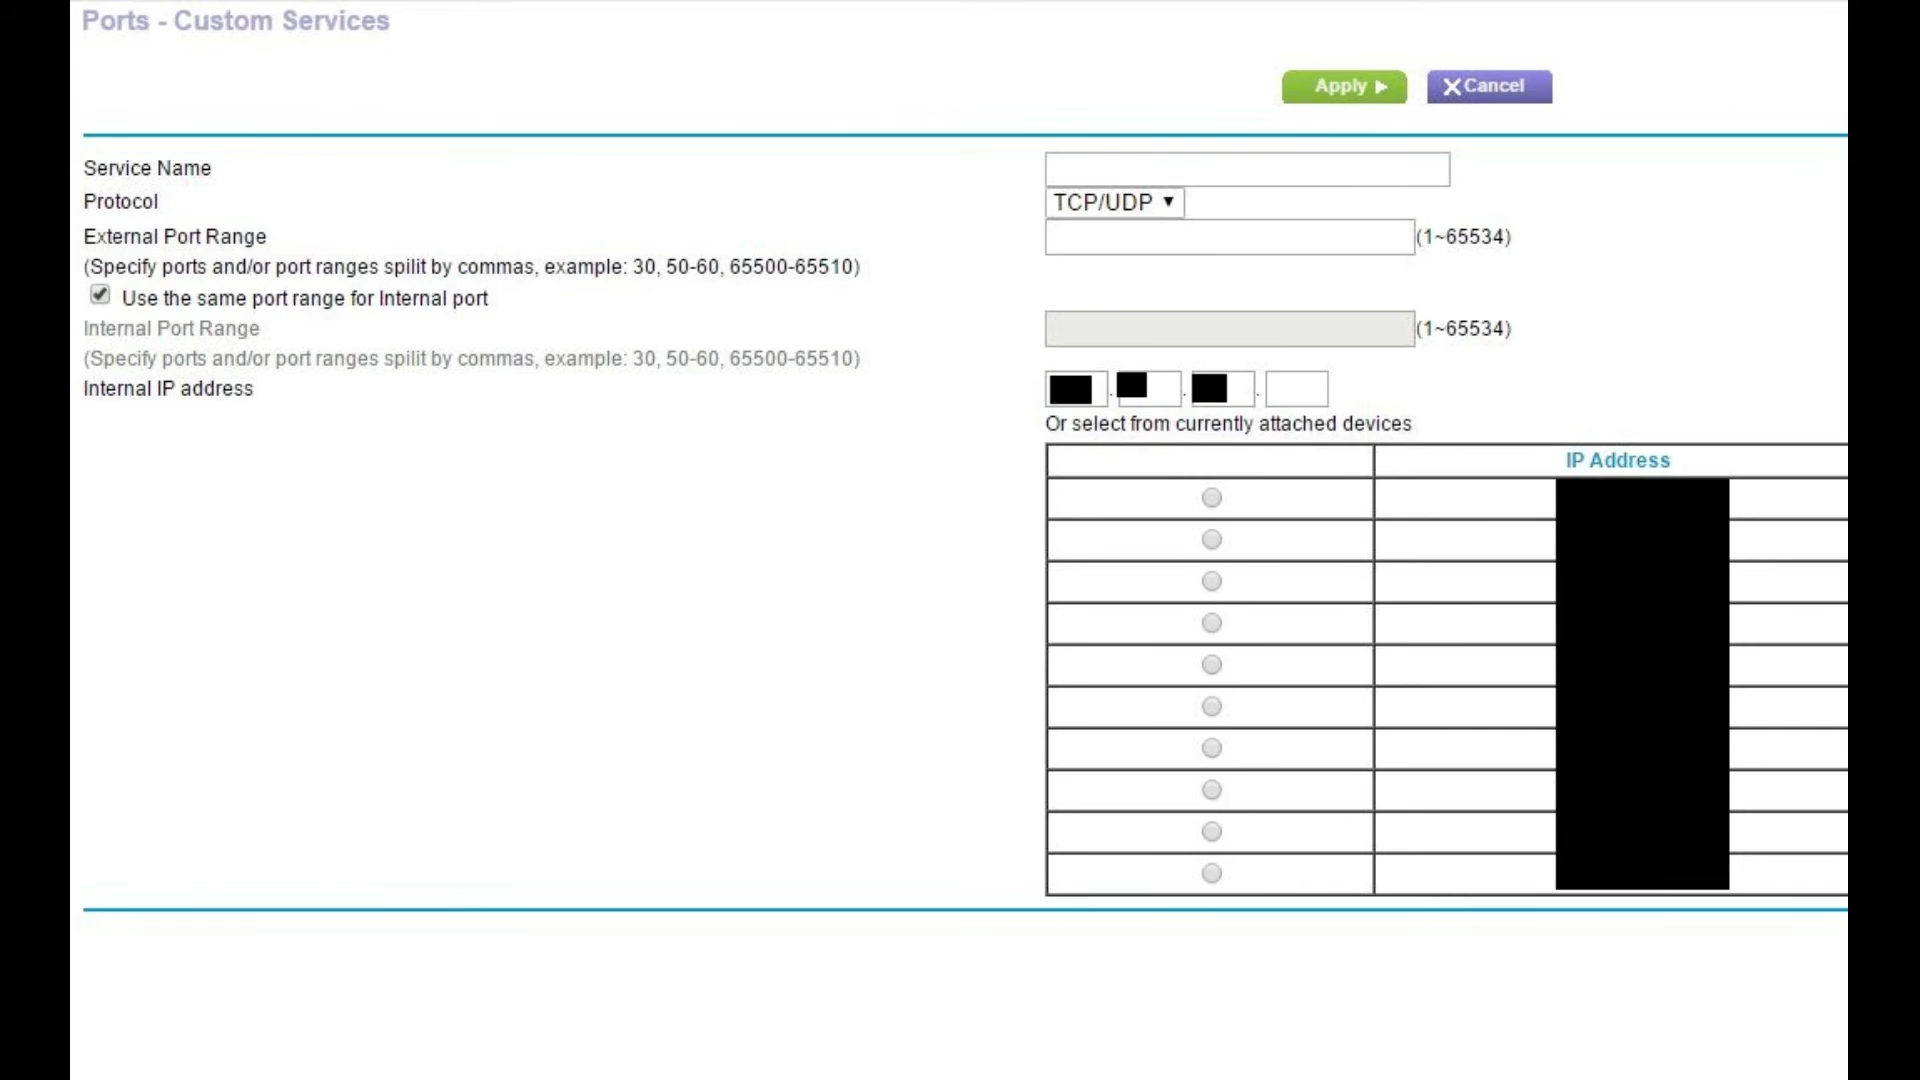 Ports - Custom Services
Apply
Cancel
Service Name
Protocol
TCP/UDP
External Port Range
(1~65534)
(Specify ports and/or port ranges spilit by commas, example: 30, 50-60, 65500-65510)
Use the same port range for Internal port
Internal Port Range
(1~65534)
(Specify ports and/or port ranges spilit by commas, example: 30, 50-60, 65500-65510)
Internal IP address
. . .
Or select from currently attached devices
IP Address